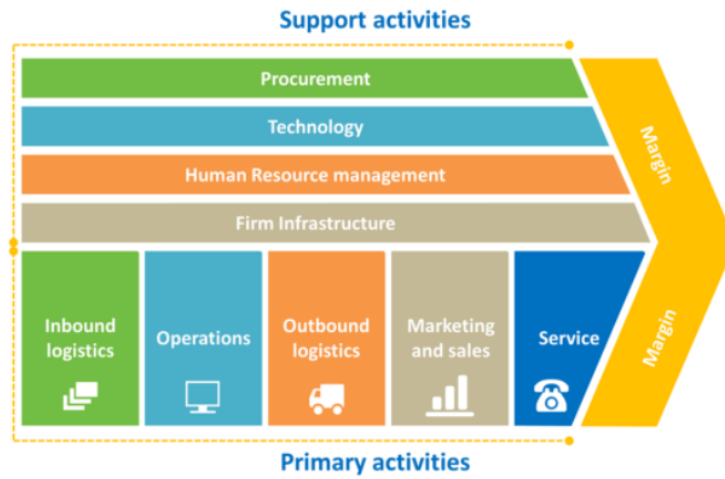 Support activities
Procurement
Technology
Human Resource management
Firm Infrastructure
Margin
Inbound
logistics
Operations
Outbound
logistics
Marketing
and sales
Service
Margin
Primary activities